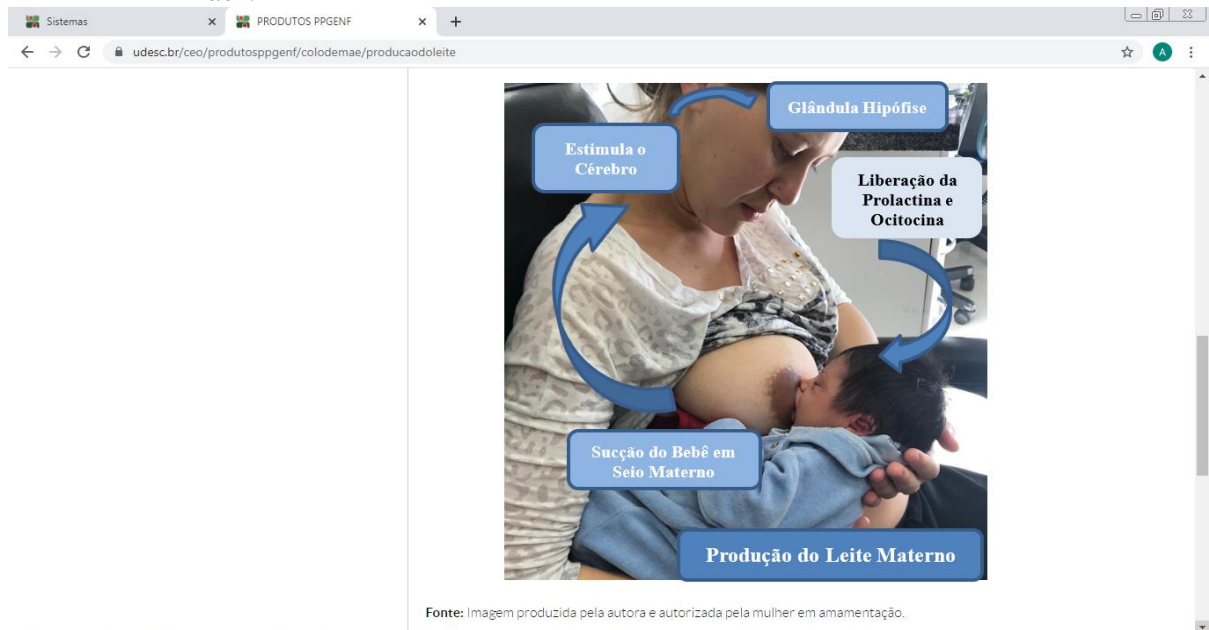 Sistemas
PRODUTOS PPGENF
udesc.br/ceo/produtosppgenf/colodemae/producaodoleite
A
Glândula Hipófise
Estimula o
Cérebro
Liberação da
Prolactina e
Ocitocina
Sucção do Bebê em
Seio Materno
Produção do Leite Materno
Fonte: Imagem produzida pela autora e autorizada pela mulher em amamentação.